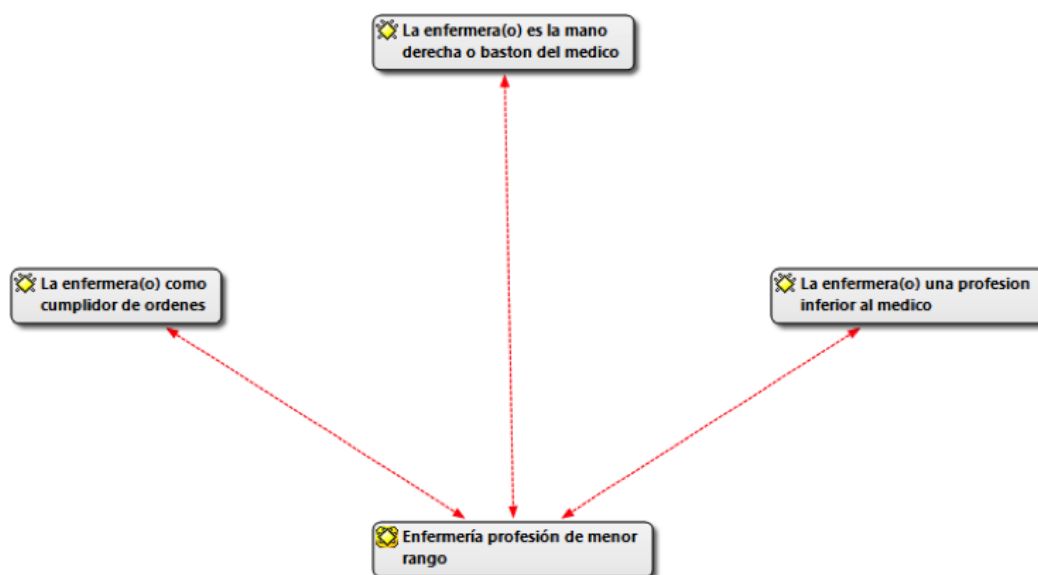 La enfermera(o) es la mano
derecha o baston del medico
La enfermera(o) como
cumplidor de ordenes
La enfermera(o) una profesion
inferior al medico
Enfermería profesión de menor
rango